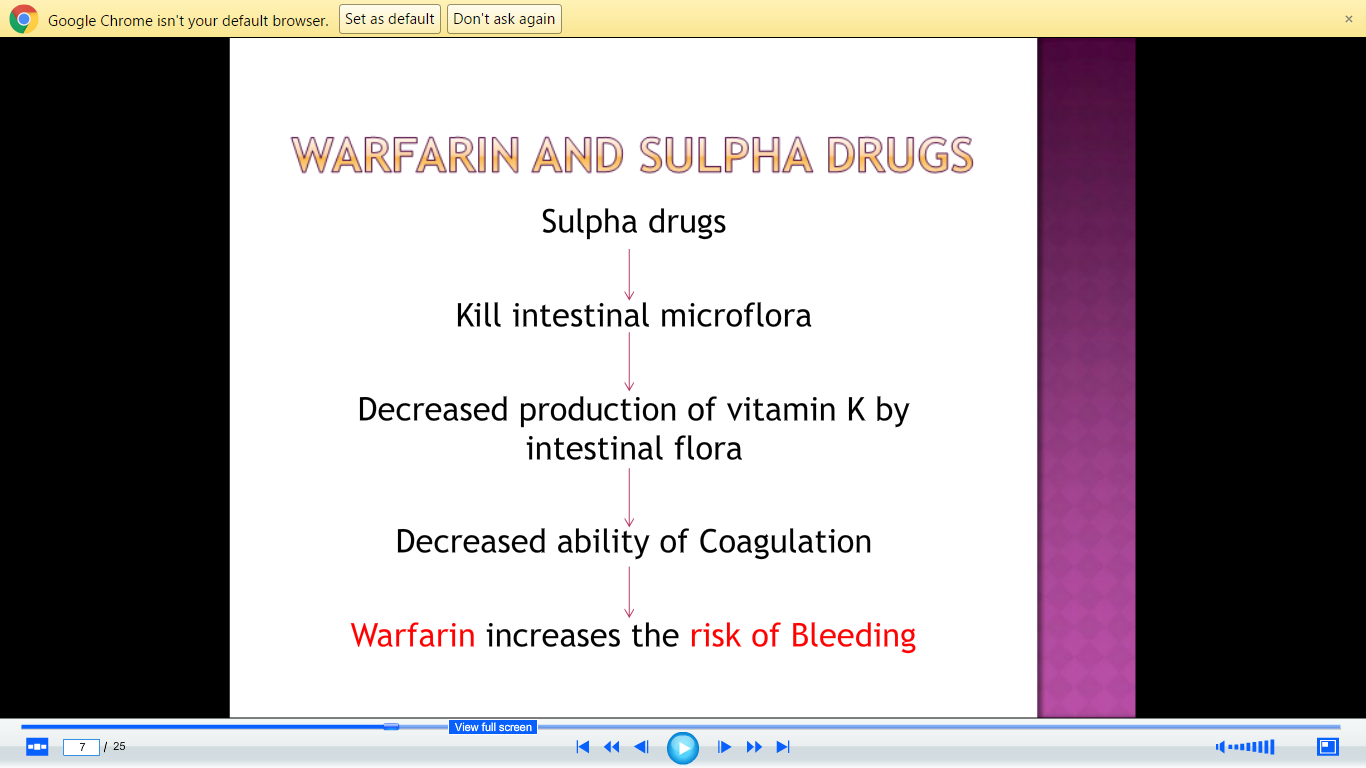 Google Chrome isn't your default browser. Set as default Don't ask again ×
WARFARIN AND SULPHA DRUGS
Sulpha drugs
Kill intestinal microflora
Decreased production of vitamin K by
intestinal flora
Decreased ability of Coagulation
Warfarin increases the risk of Bleeding
View full screen
7 / 25